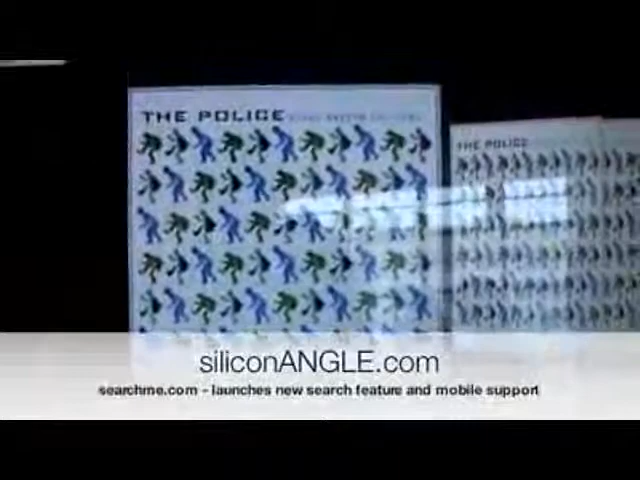 THE POLICE
THE POLICE
siliconANGLE.com
searchme.com - launches new search feature and mobile support